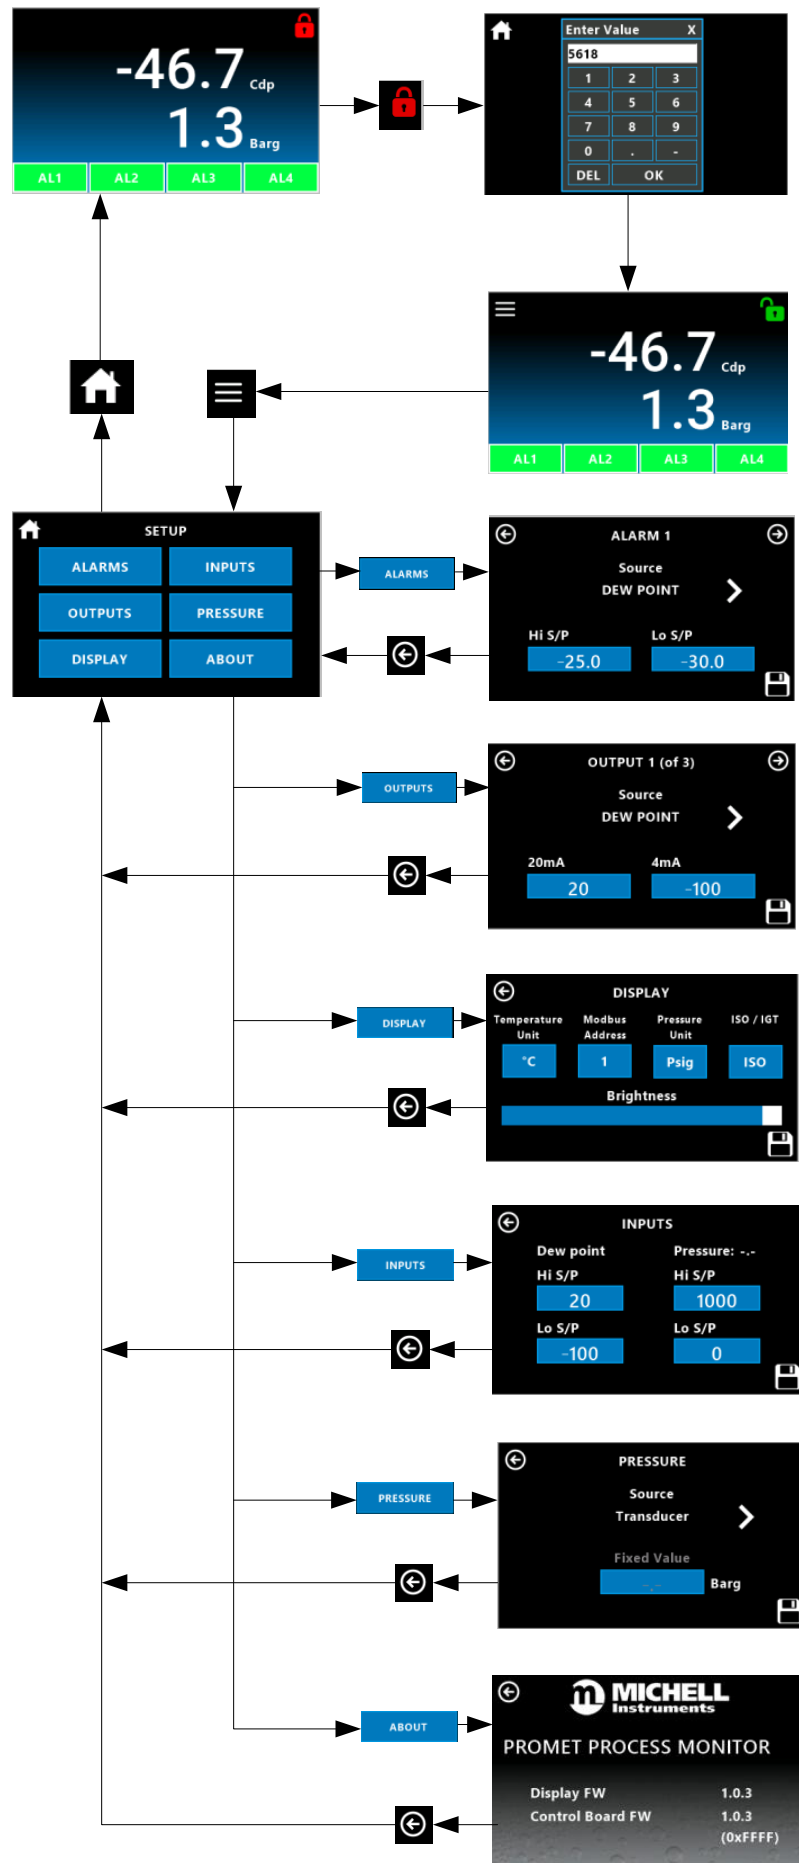 -46.7 Cdp
1.3 Barg
AL1 AL2 AL3 AL4
Enter Value X
5618
1 2 3
4 5 6
7 8 9
0 . -
DEL OK
-46.7 Cdp
1.3 Barg
AL1 AL2 AL3 AL4
SETUP
ALARMS INPUTS
OUTPUTS PRESSURE
DISPLAY ABOUT
ALARMS
ALARM 1
Source
DEW POINT
Hi S/P Lo S/P
-25.0 -30.0
OUTPUTS
OUTPUT 1 (of 3)
Source
DEW POINT
20mA 4mA
20 -100
DISPLAY
DISPLAY
Temperature Modbus Pressure ISO / IGT
Unit Address Unit
°C 1 Psig ISO
Brightness
INPUTS
INPUTS
Dew point Pressure: -.-
Hi S/P Hi S/P
20 1000
Lo S/P Lo S/P
-100 0
PRESSURE
PRESSURE
Source
Transducer
Fixed Value
-.- Barg
ABOUT
m MICHELL
Instruments
PROMET PROCESS MONITOR
Display FW 1.0.3
Control Board FW 1.0.3
(0xFFFF)